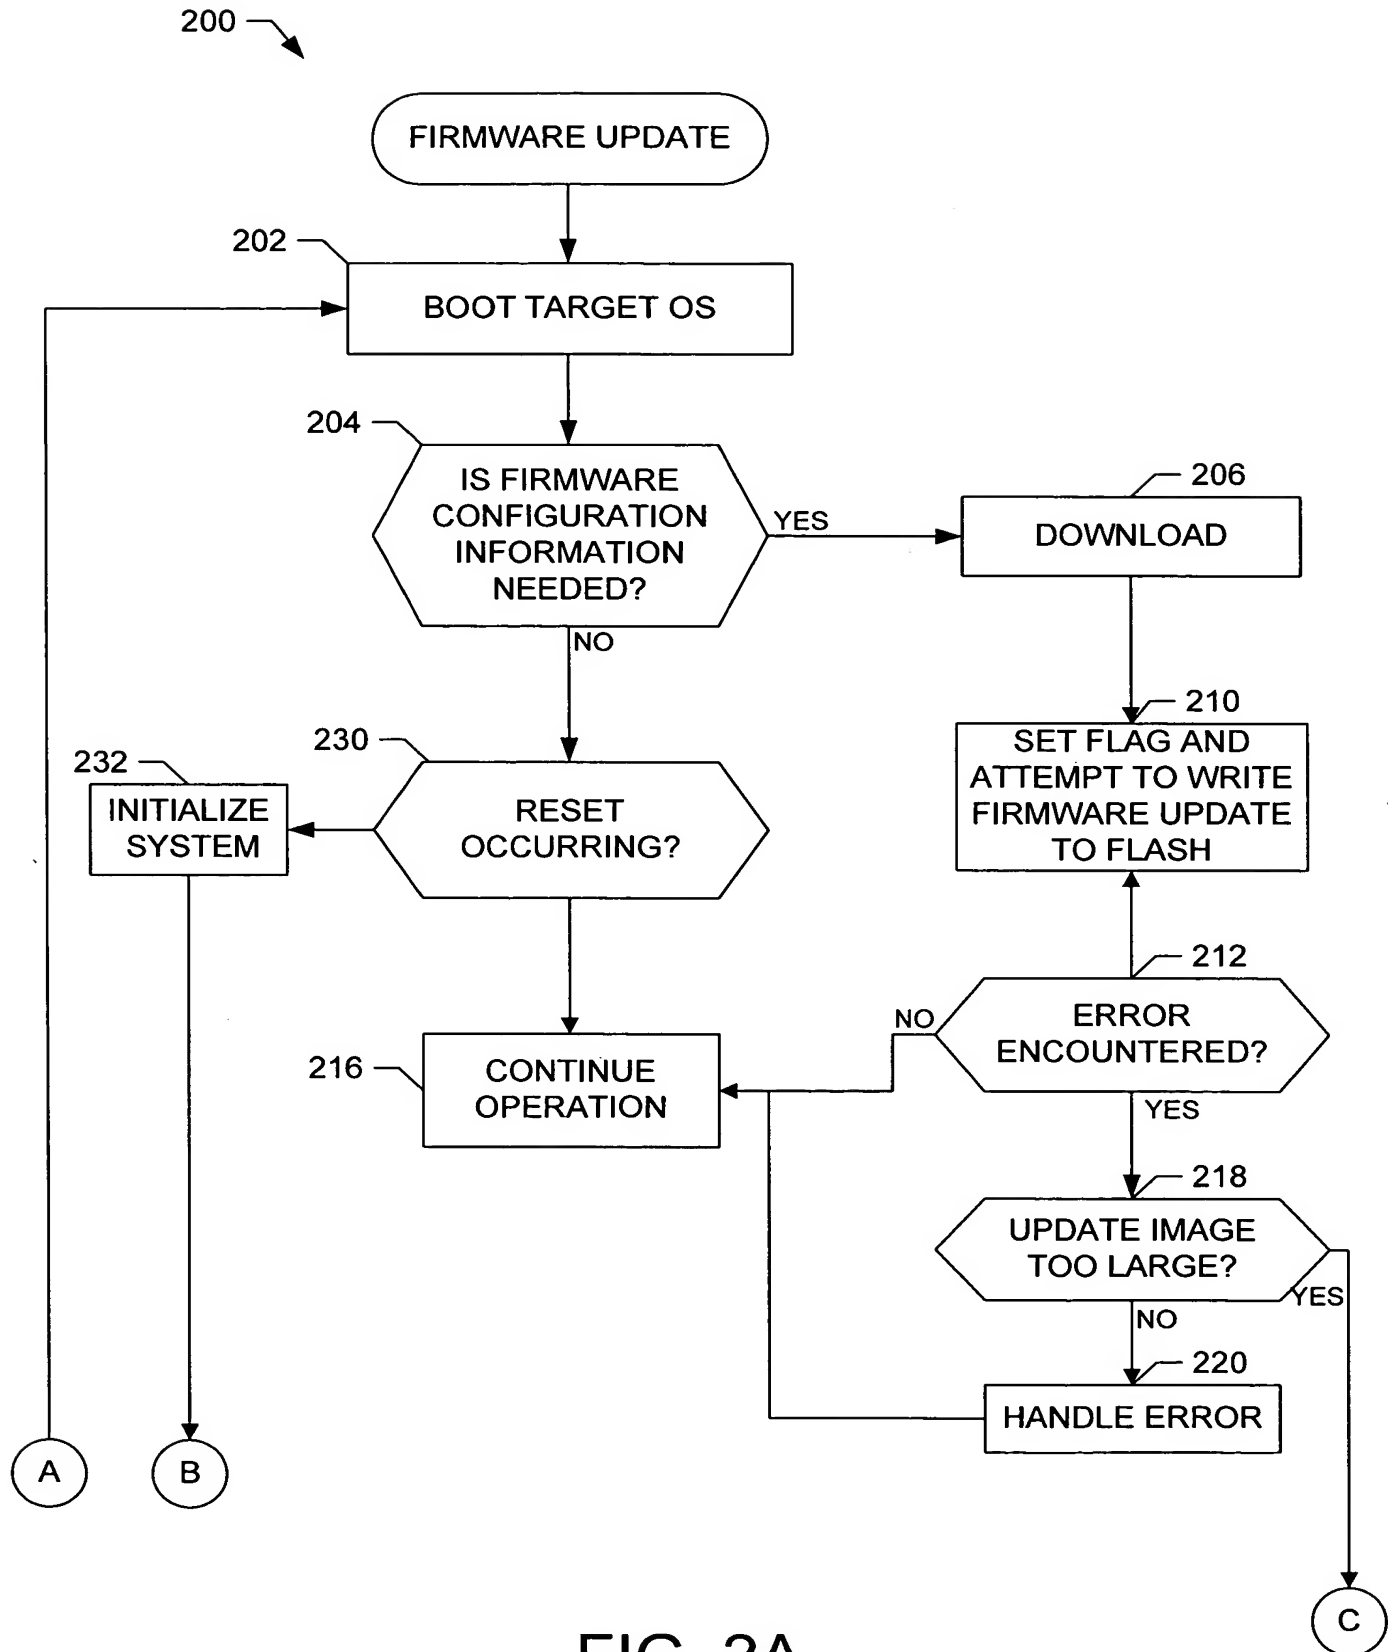 200
FIRMWARE UPDATE
202
BOOT TARGET OS
204
IS FIRMWARE
CONFIGURATION
INFORMATION
NEEDED?
YES
206
DOWNLOAD
NO
210
SET FLAG AND
ATTEMPT TO WRITE
FIRMWARE UPDATE
TO FLASH
230
RESET
OCCURRING?
232
INITIALIZE
SYSTEM
212
ERROR
ENCOUNTERED?
NO
YES
216
CONTINUE
OPERATION
218
UPDATE IMAGE
TOO LARGE?
YES
NO
220
HANDLE ERROR
A
B
C
FIG. 2A